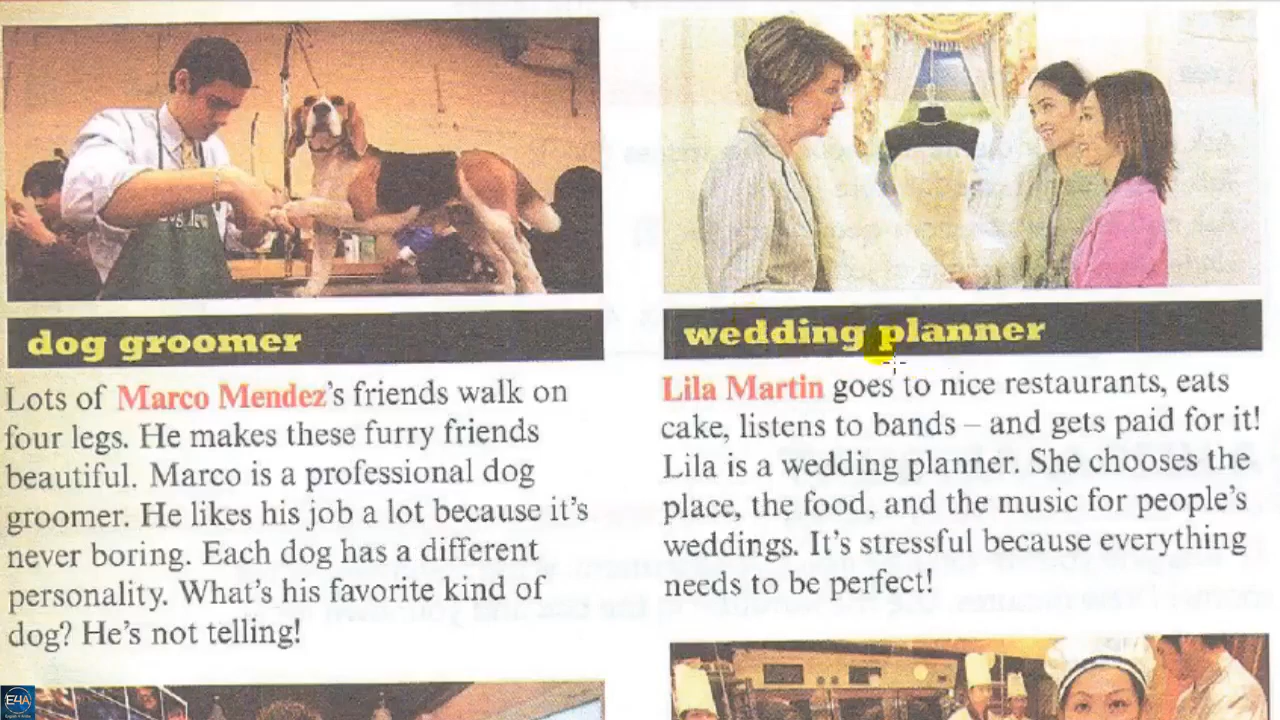 dog groomer
Lots of Marco Mendez's friends walk on
four legs. He makes these furry friends
beautiful. Marco is a professional dog
groomer. He likes his job a lot because it's
never boring. Each dog has a different
personality. What's his favorite kind of
dog? He's not telling!
wedding planner
Lila Martin goes to nice restaurants, eats
cake, listens to bands – and gets paid for it!
Lila is a wedding planner. She chooses the
place, the food, and the music for people's
weddings. It's stressful because everything
needs to be perfect!
E4A